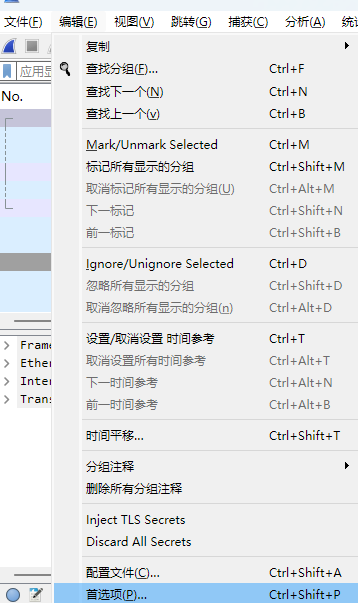 文件(F) 编辑(E) 视图(V) 跳转(G) 捕获(C) 分析(A) 统
应用显
No.
复制
查找分组(F)... Ctrl+F
查找下一个(N) Ctrl+N
查找上一个(v) Ctrl+B
Mark/Unmark Selected Ctrl+M
标记所有显示的分组 Ctrl+Shift+M
取消标记所有显示的分组(U) Ctrl+Alt+M
下一标记 Ctrl+Shift+N
前一标记 Ctrl+Shift+B
Ignore/Unignore Selected Ctrl+D
忽略所有显示的分组 Ctrl+Shift+D
取消忽略所有显示的分组(n) Ctrl+Alt+D
设置/取消设置 时间参考 Ctrl+T
取消设置所有时间参考 Ctrl+Alt+T
下一时间参考 Ctrl+Alt+N
前一时间参考 Ctrl+Alt+B
时间平移... Ctrl+Shift+T
分组注释
删除所有分组注释
Inject TLS Secrets
Discard All Secrets
配置文件(C)... Ctrl+Shift+A
首选项(P)... Ctrl+Shift+P
Frame
Ether
Inter
Trans